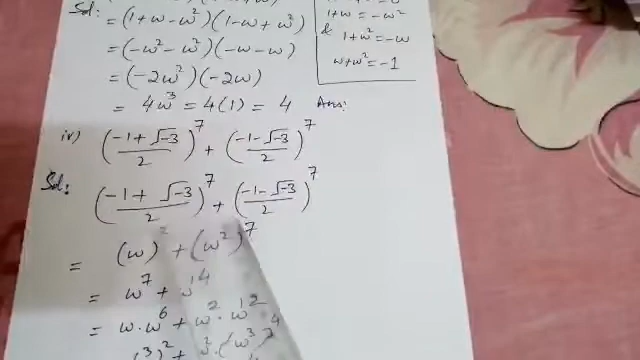 Sol:
= (1+ω-ω²)(1-ω+ω²)
= (-ω²-ω²)(-ω-ω)
= (-2ω²)(-2ω)
= 4ω³ = 4(1) = 4 Ans:
1+ω = -ω²
&
1+ω² = -ω
ω+ω² = -1
iv) ((-1+√-3)/2)⁷ + ((-1-√-3)/2)⁷
Sol: ((-1+√-3)/2)⁷ + ((-1-√-3)/2)⁷
= (ω) + (ω²)⁷
= ω⁷ + ω¹⁴
= ω·ω⁶ + ω²·ω¹²